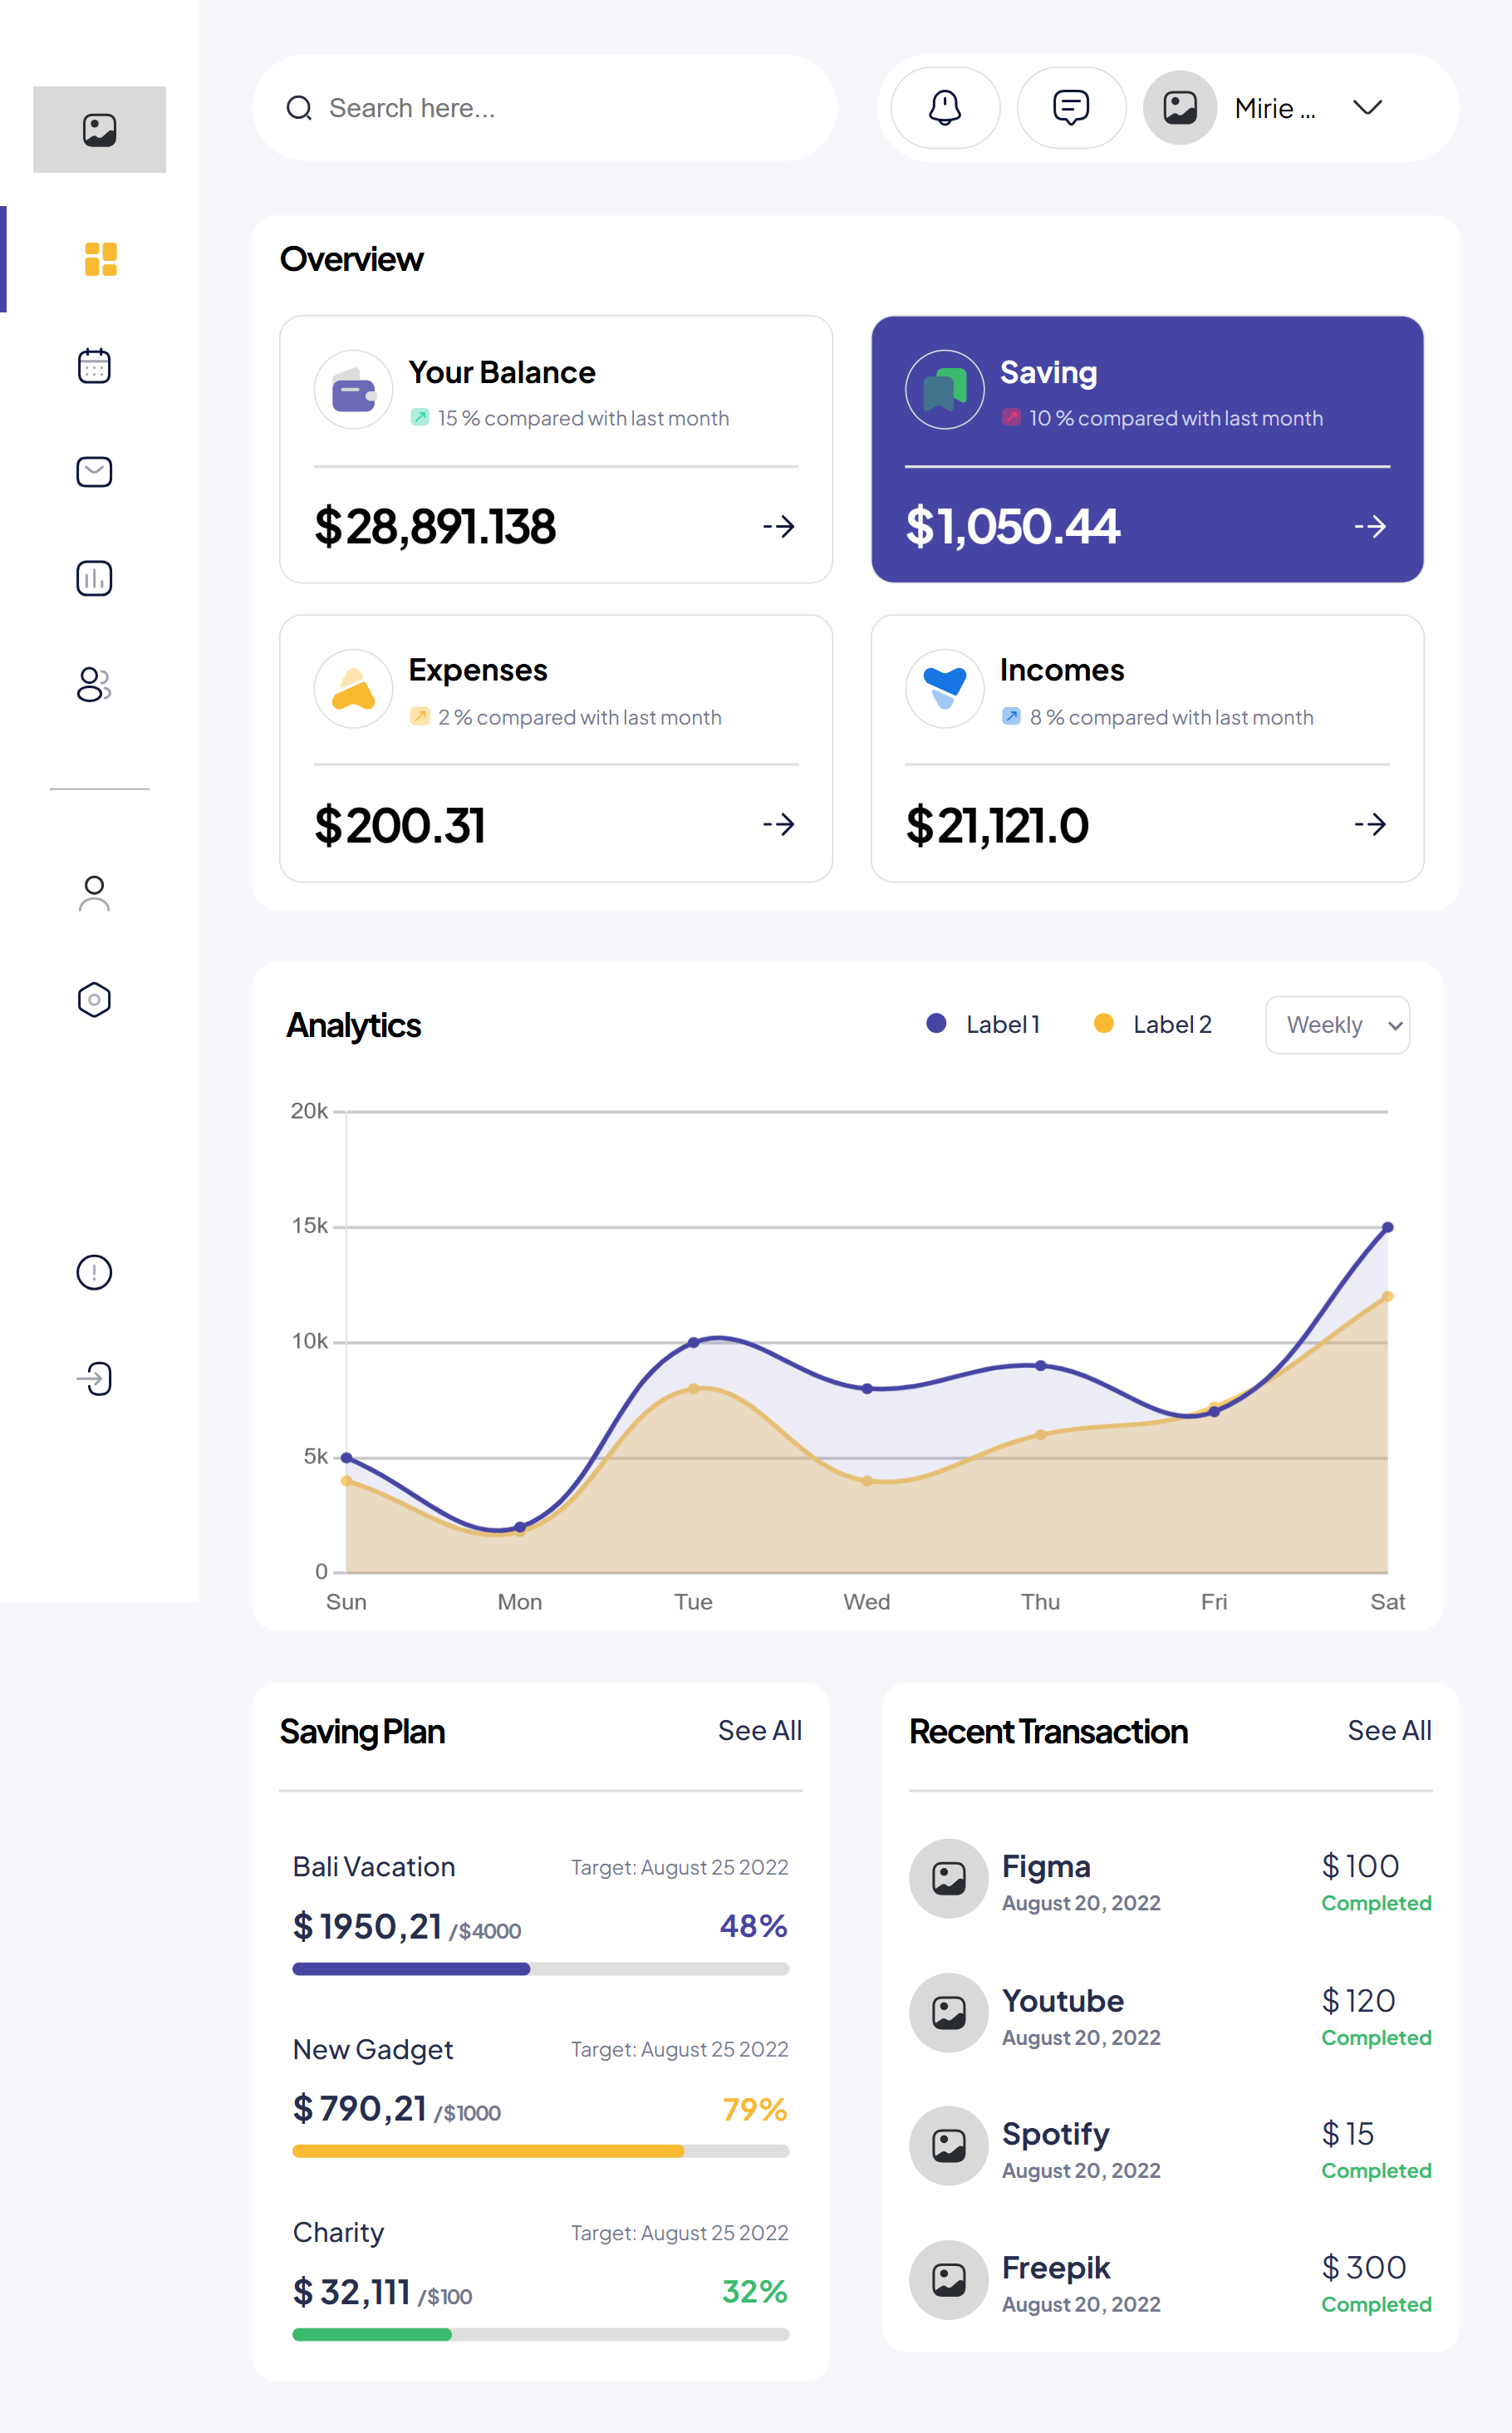 Search here...
Mirie ...
Overview
Your Balance
15 % compared with last month
$ 28,891.138
Saving
10 % compared with last month
$ 1,050.44
Expenses
2 % compared with last month
$ 200.31
Incomes
8 % compared with last month
$ 21,121.0
Analytics
Label 1
Label 2
Weekly
20k
15k
10k
5k
0
Sun Mon Tue Wed Thu Fri Sat
Saving Plan
See All
Bali Vacation
Target: August 25 2022
$ 1950,21 /$4000
48%
New Gadget
Target: August 25 2022
$ 790,21 /$1000
79%
Charity
Target: August 25 2022
$ 32,111 /$100
32%
Recent Transaction
See All
Figma
$ 100
August 20, 2022
Completed
Youtube
$ 120
August 20, 2022
Completed
Spotify
$ 15
August 20, 2022
Completed
Freepik
$ 300
August 20, 2022
Completed